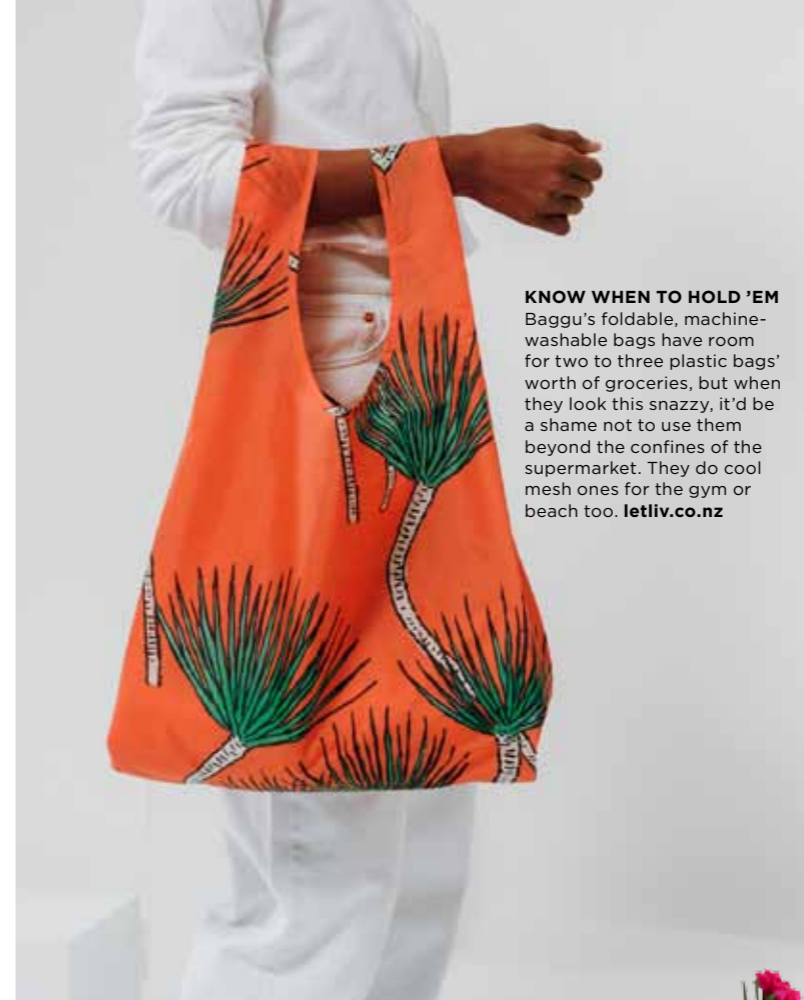 KNOW WHEN TO HOLD ’EM
Baggu’s foldable, machine-
washable bags have room
for two to three plastic bags’
worth of groceries, but when
they look this snazzy, it’d be
a shame not to use them
beyond the confines of the
supermarket. They do cool
mesh ones for the gym or
beach too. letliv.co.nz